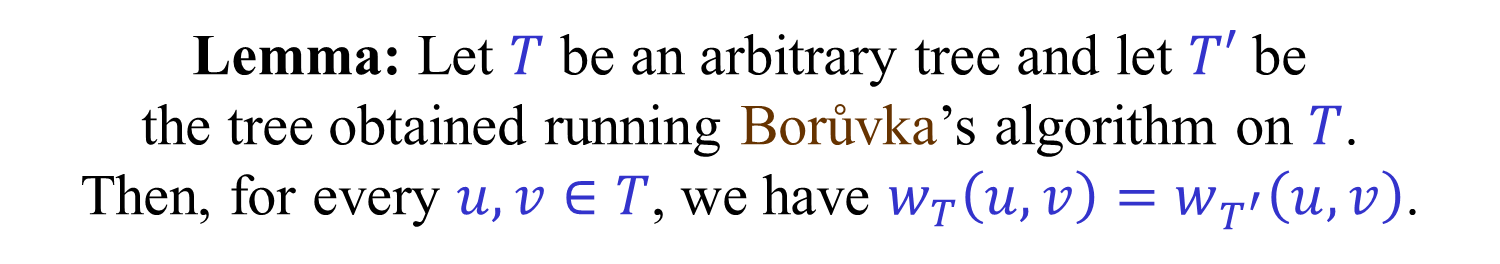 Lemma: Let T be an arbitrary tree and let T′ be
the tree obtained running Borůvka’s algorithm on T.
Then, for every u, v ∈ T, we have w_T(u, v) = w_T′(u, v).